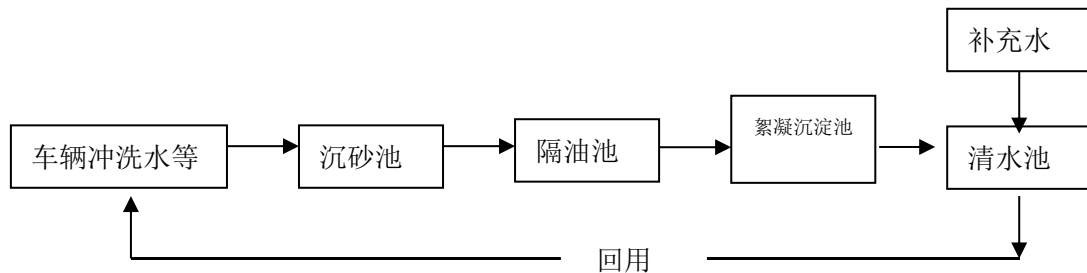 补充水
车辆冲洗水等
沉砂池
隔油池
絮凝沉淀池
清水池
回用